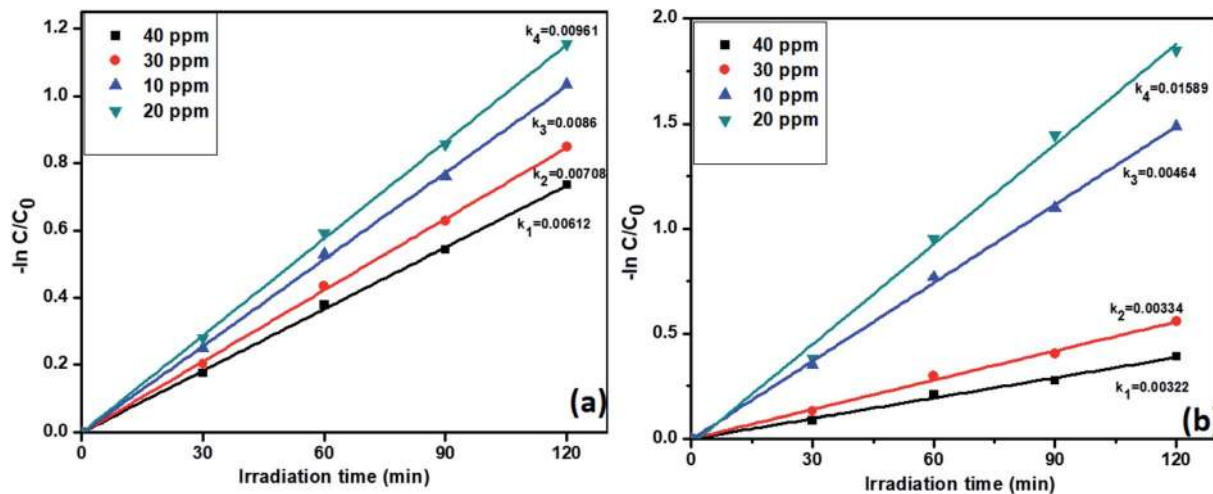 1.2
1.0
0.8
0.6
0.4
0.2
0.0
-ln C/C0
40 ppm
30 ppm
10 ppm
20 ppm
k4=0.00961
k3=0.0086
k2=0.00708
k1=0.00612
(a)
0 30 60 90 120
Irradiation time (min)
2.0
1.5
1.0
0.5
0.0
-ln C/C0
40 ppm
30 ppm
10 ppm
20 ppm
k4=0.01589
k3=0.00464
k2=0.00334
k1=0.00322
(b)
0 30 60 90 120
Irradiation time (min)